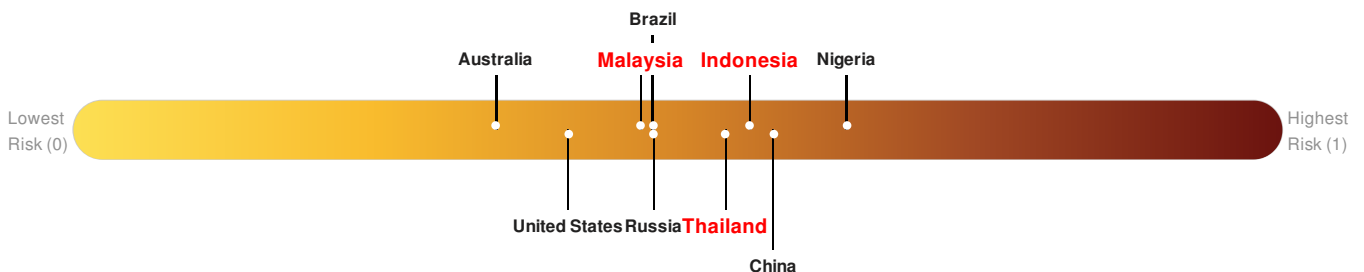 Brazil
Australia
Malaysia
Indonesia
Nigeria
Lowest
Risk (0)
Highest
Risk (1)
United States
Russia
Thailand
China